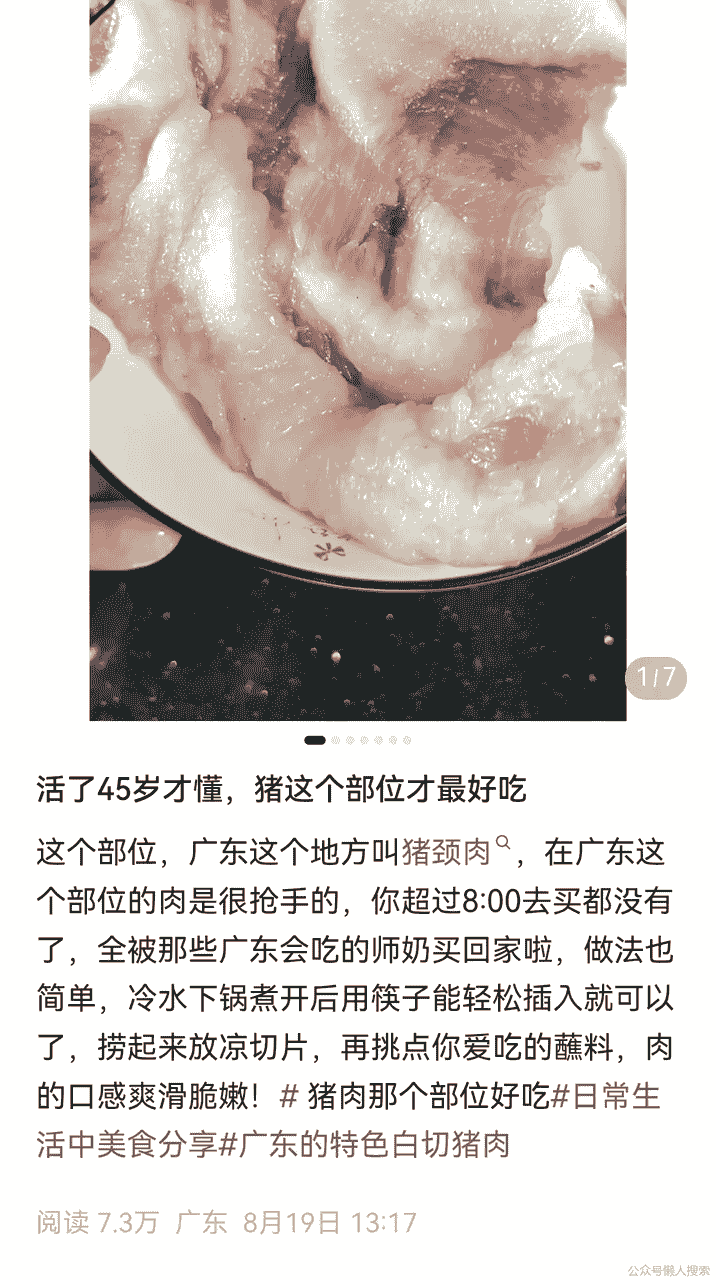 1/7
活了45岁才懂，猪这个部位才最好吃
这个部位，广东这个地方叫猪颈肉，在广东这
个部位的肉是很抢手的，你超过8:00去买都没有
了，全被那些广东会吃的师奶买回家啦，做法也
简单，冷水下锅煮开后用筷子能轻松插入就可以
了，捞起来放凉切片，再挑点你爱吃的蘸料，肉
的口感爽滑脆嫩！# 猪肉那个部位好吃#日常生
活中美食分享#广东的特色白切猪肉
阅读 7.3万 广东 8月19日 13:17
公众号懒人搜索